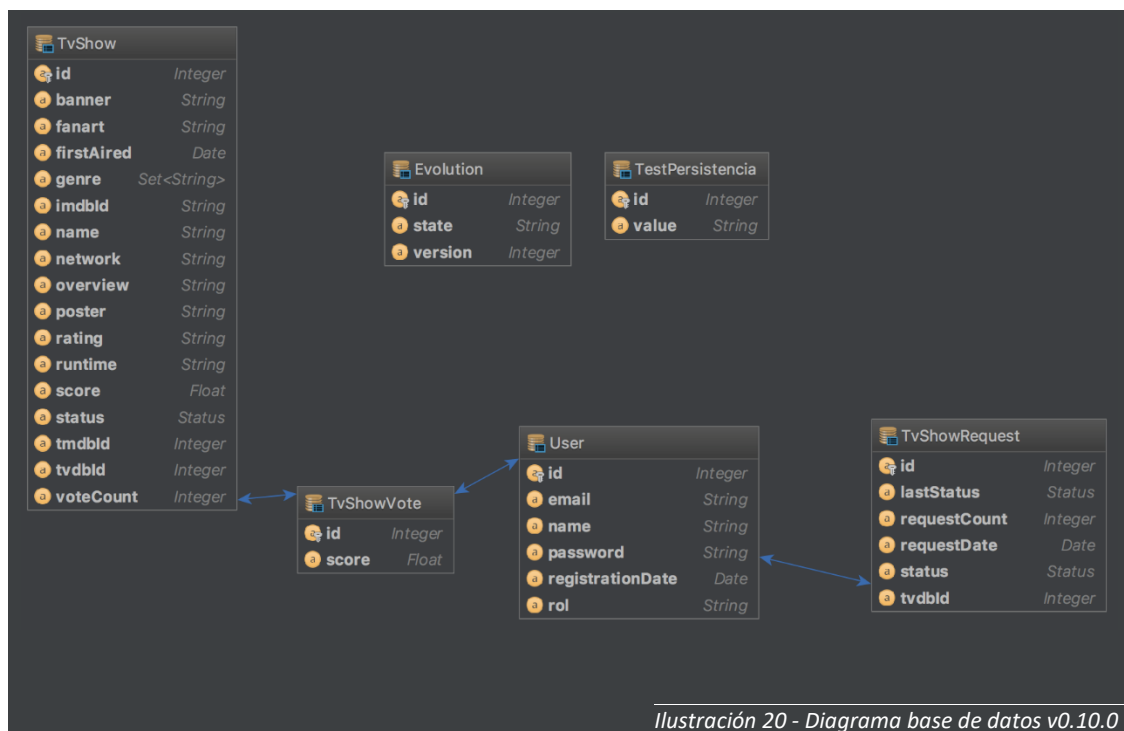 TvShow
id Integer
banner String
fanart String
firstAired Date
genre Set<String>
imdbId String
name String
network String
overview String
poster String
rating String
runtime String
score Float
status Status
tmdbId Integer
tvdbId Integer
voteCount Integer
Evolution
id Integer
state String
version Integer
TestPersistencia
id Integer
value String
TvShowVote
id Integer
score Float
User
id Integer
email String
name String
password String
registrationDate Date
rol String
TvShowRequest
id Integer
lastStatus Status
requestCount Integer
requestDate Date
status Status
tvdbId Integer
Ilustración 20 - Diagrama base de datos v0.10.0